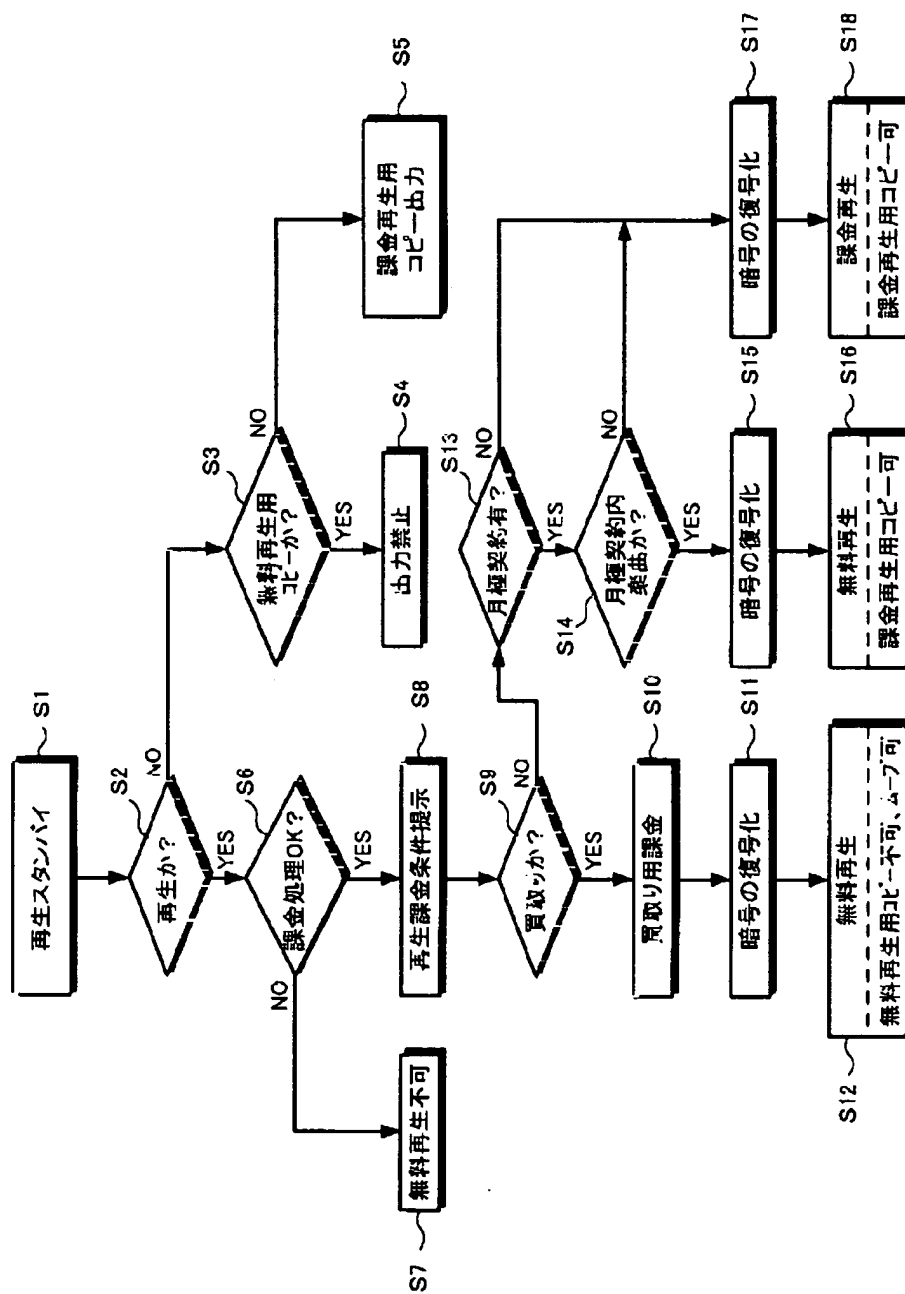 再生スタンバイ
S1
再生か?
S2
NO
YES
無料再生用
コピーか?
S3
NO
YES
出力禁止
S4
課金再生用
コピー出力
S5
課金処理OK?
S6
NO
YES
無料再生不可
S7
再生課金条件提示
S8
買取りか?
S9
NO
YES
買取り用課金
S10
暗号の復号化
S11
無料再生
無料再生用コピー不可、ムーブ可
S12
月極契約有?
S13
NO
YES
月極契約内
楽曲か?
S14
NO
YES
暗号の復号化
S15
無料再生
課金再生用コピー可
S16
暗号の復号化
S17
課金再生
課金再生用コピー可
S18